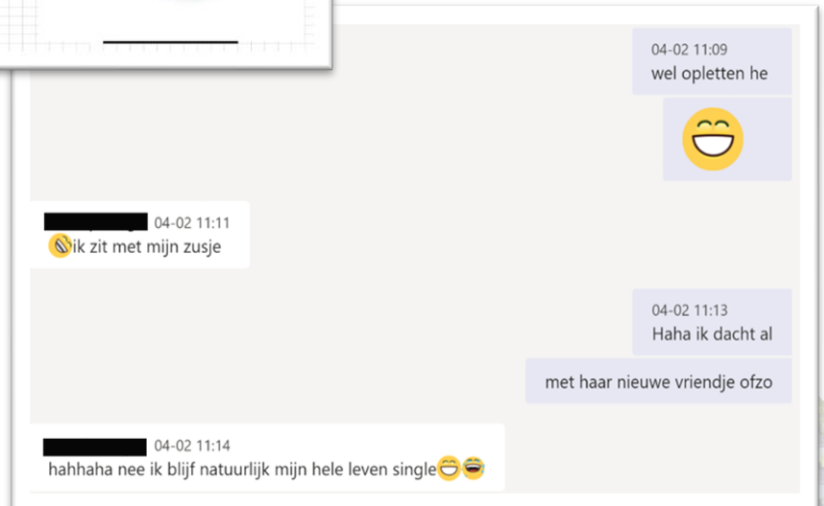 04-02 11:09
wel opletten he
04-02 11:11
ik zit met mijn zusje
04-02 11:13
Haha ik dacht al
met haar nieuwe vriendje ofzo
04-02 11:14
hahhaha nee ik blijf natuurlijk mijn hele leven single